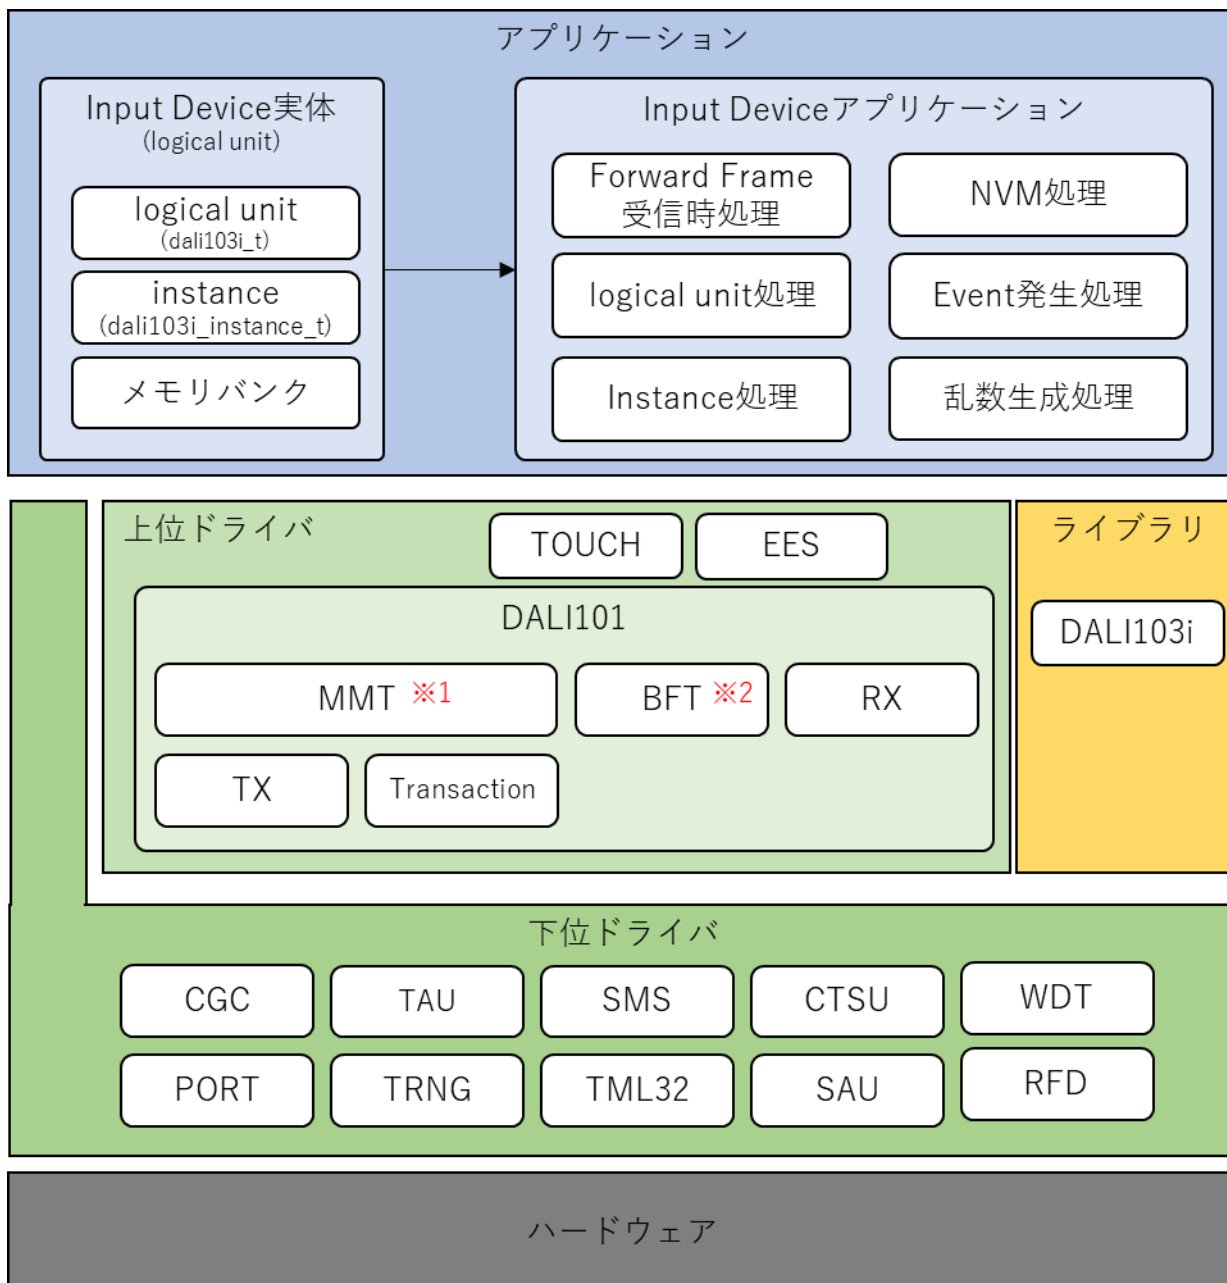 アプリケーション
Input Device実体
(logical unit)
logical unit
(dali103i_t)
instance
(dali103i_instance_t)
メモリバンク
Input Deviceアプリケーション
Forward Frame
受信時処理
NVM処理
logical unit処理
Event発生処理
Instance処理
乱数生成処理
上位ドライバ
TOUCH
EES
DALI101
MMT ※1
BFT ※2
RX
TX
Transaction
ライブラリ
DALI103i
下位ドライバ
CGC
TAU
SMS
CTSU
WDT
PORT
TRNG
TML32
SAU
RFD
ハードウェア